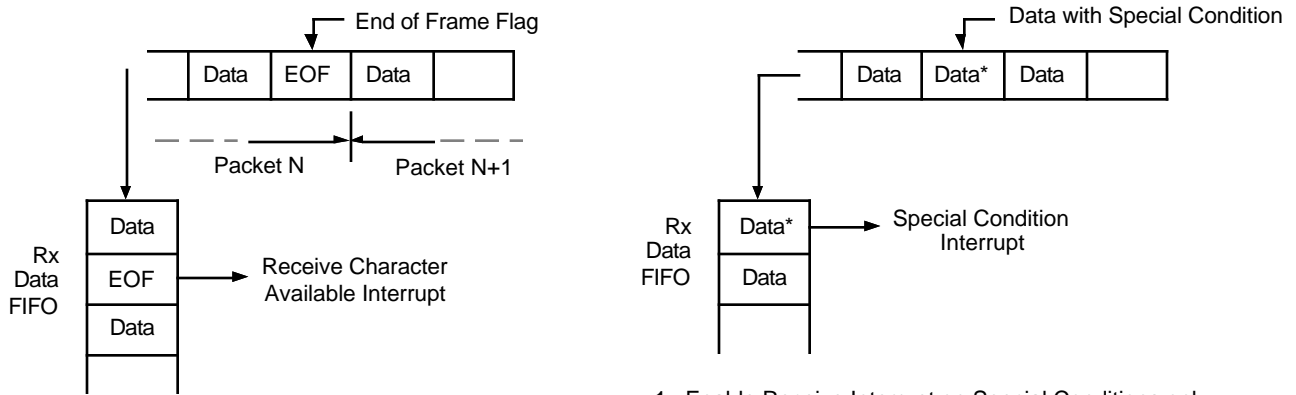 End of Frame Flag
Data EOF Data
Packet N Packet N+1
Data
Rx
Data
FIFO
EOF
Receive Character
Available Interrupt
Data
Data with Special Condition
Data Data* Data
Rx
Data
FIFO
Data*
Special Condition
Interrupt
Data